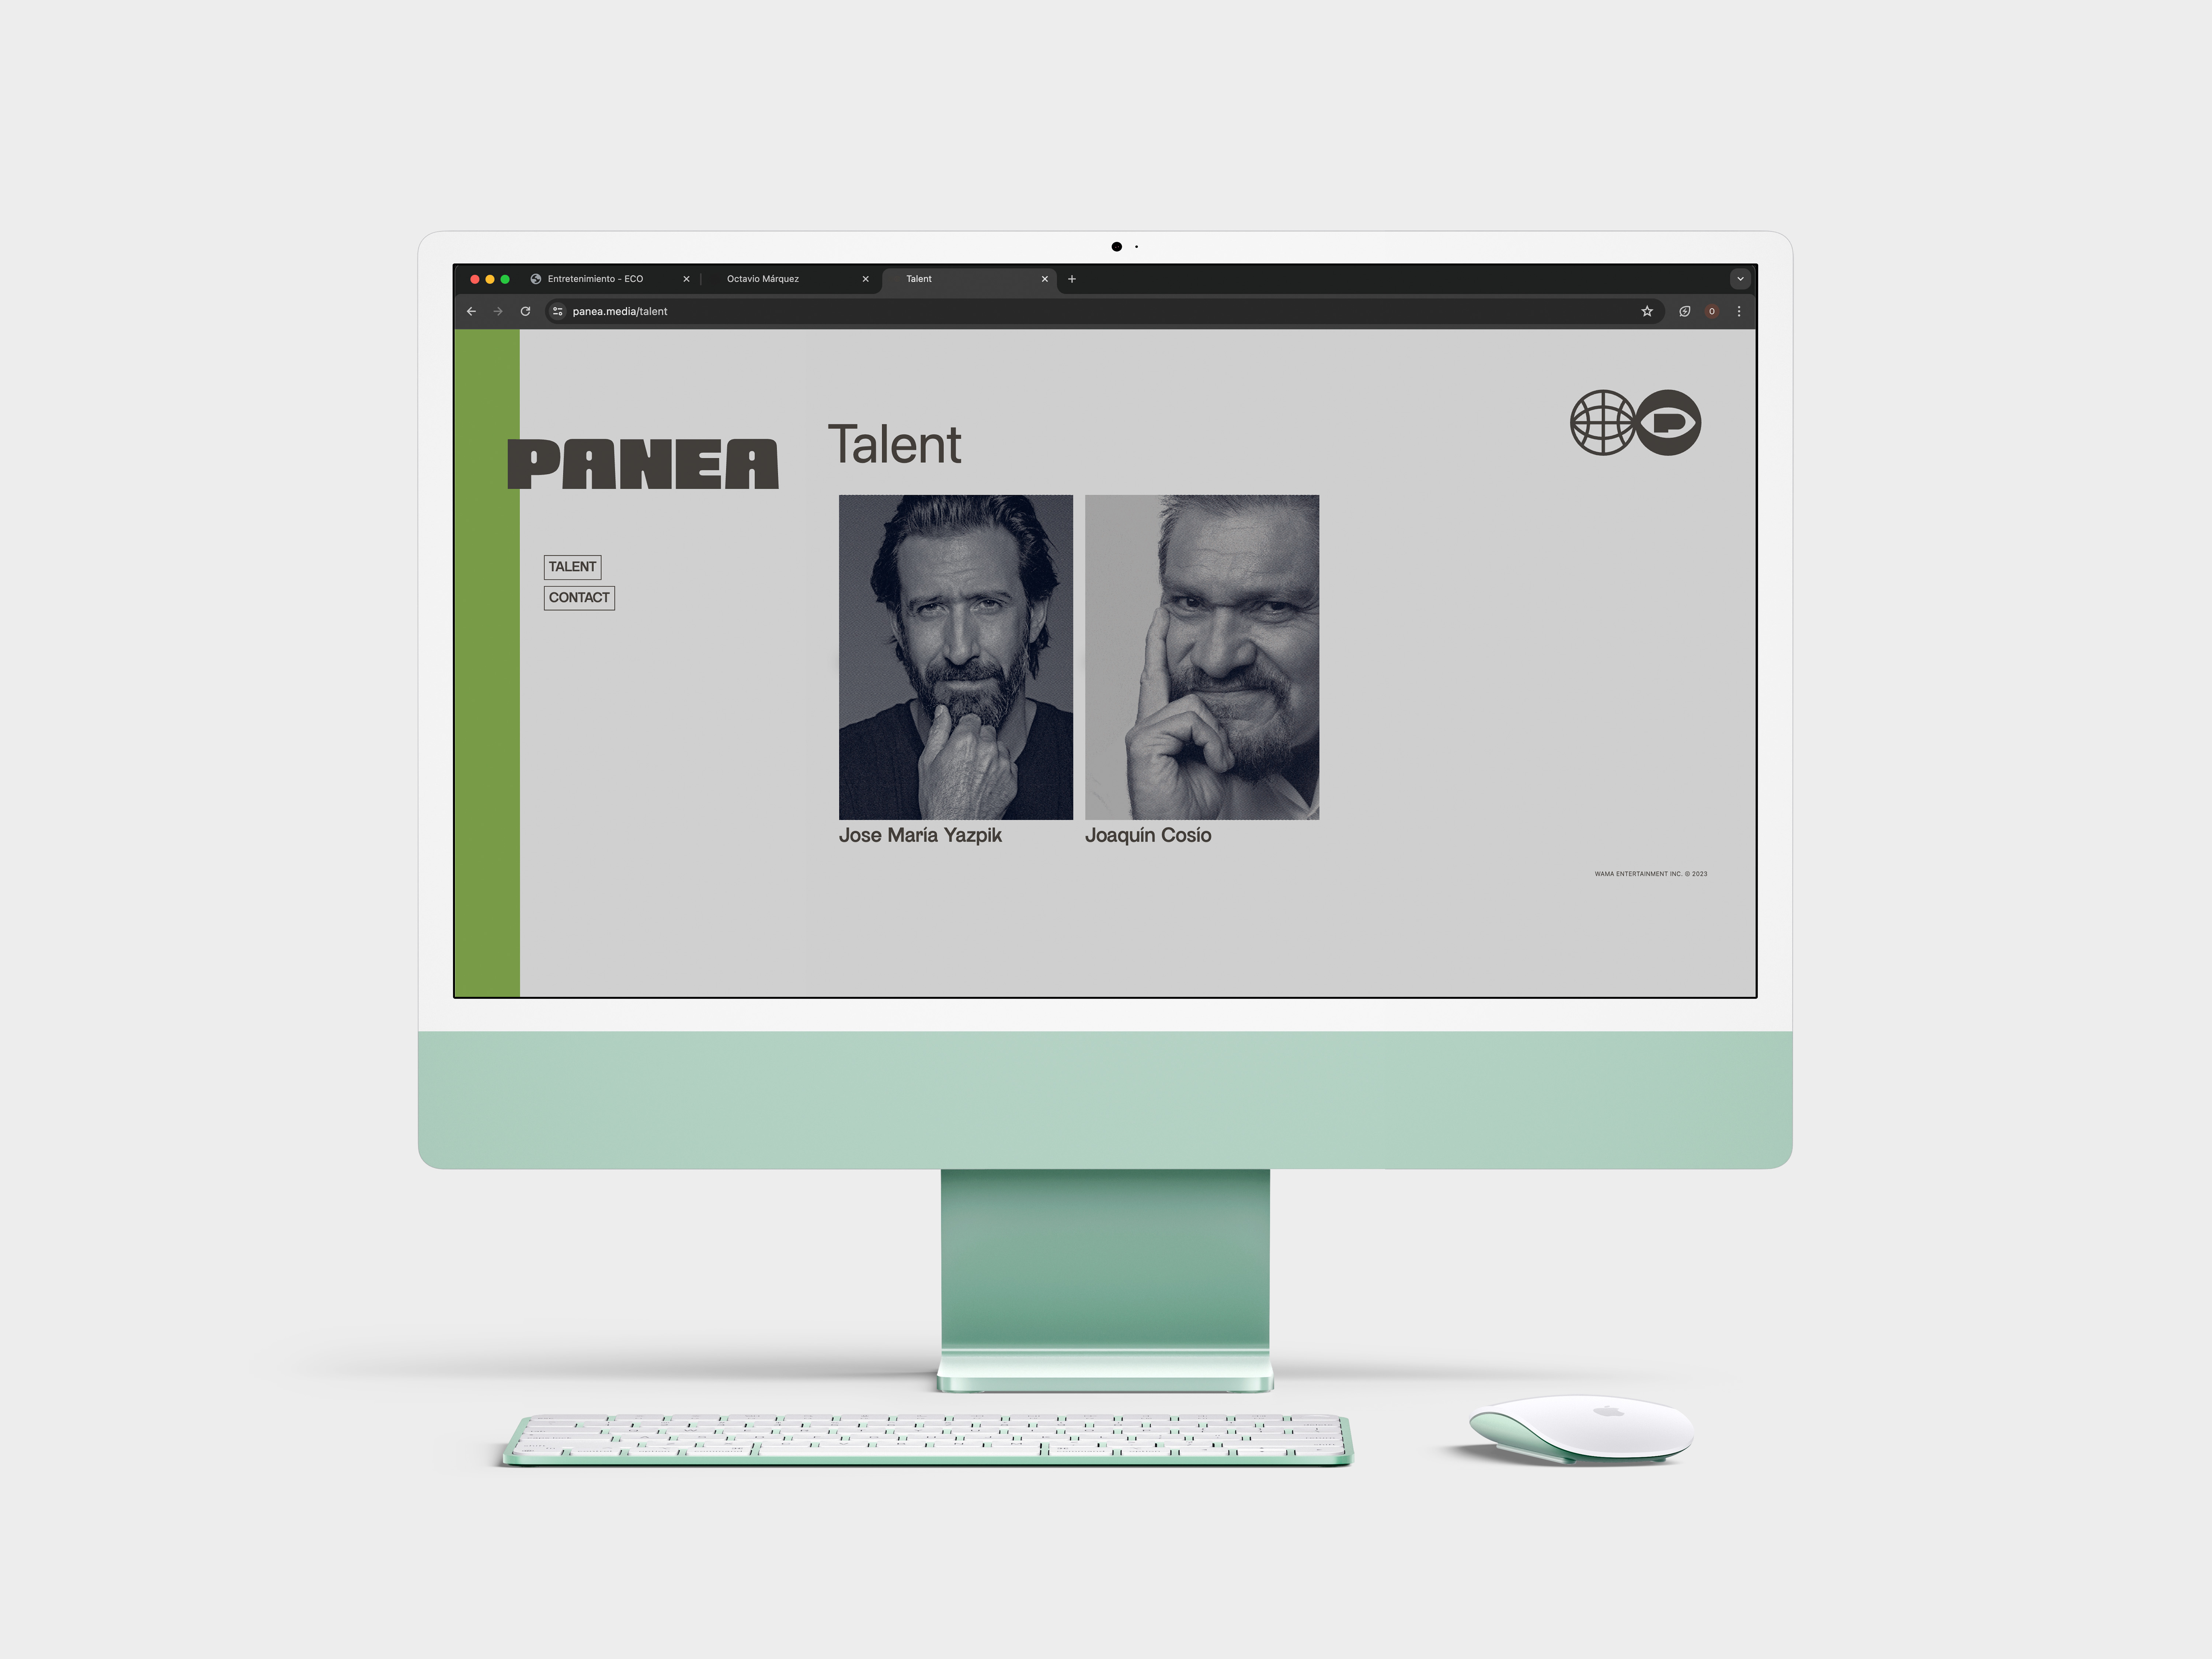 Entretenimiento - ECO
Octavio Márquez
Talent
panea.media/talent
PANEA
Talent
P
TALENT
CONTACT
Jose María Yazpik
Joaquín Cosío
WAMA ENTERTAINMENT INC. © 2023
O